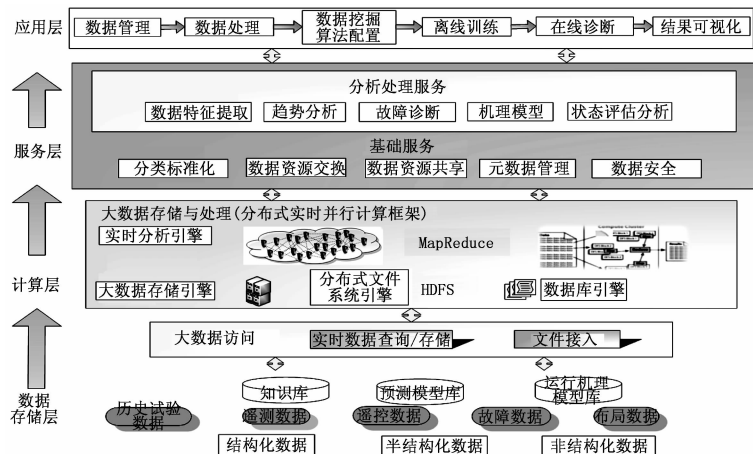 应用层
数据管理
数据处理
数据挖掘
算法配置
离线训练
在线诊断
结果可视化
分析处理服务
数据特征提取
趋势分析
故障诊断
机理模型
状态评估分析
服务层
基础服务
分类标准化
数据资源交换
数据资源共享
元数据管理
数据安全
大数据存储与处理(分布式实时并行计算框架)
实时分析引擎
MapReduce
计算层
大数据存储引擎
分布式文件
系统引擎
HDFS
数据库引擎
大数据访问
实时数据查询/存储
文件接入
数据
存储层
知识库
预测模型库
运行机理
模型库
历史试验
数据
遥测数据
遥控数据
故障数据
布局数据
结构化数据
半结构化数据
非结构化数据